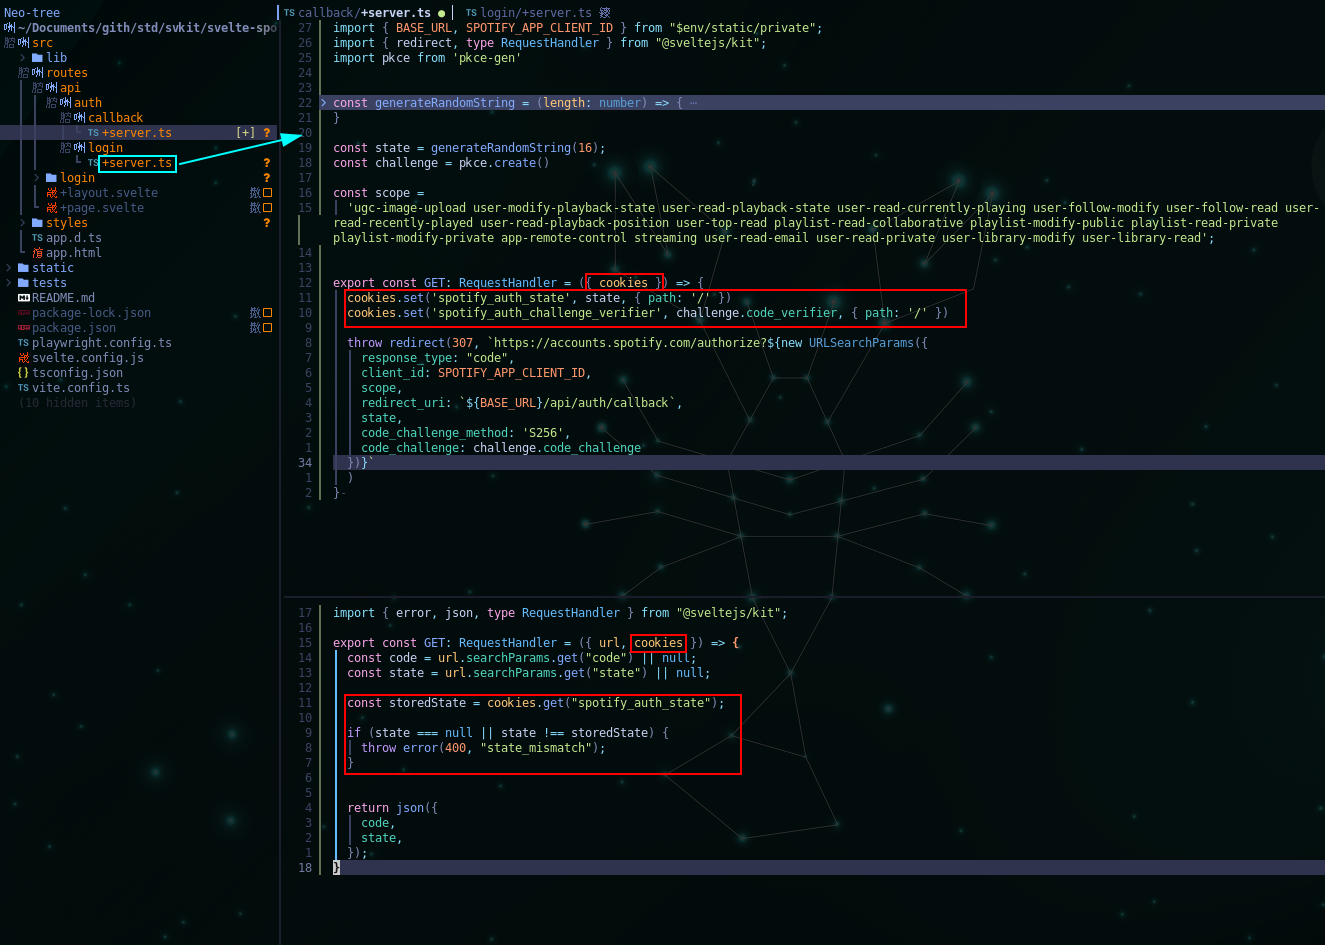 Neo-tree
~/Documents/gith/std/svkit/svelte-spo
src
lib
routes
api
auth
callback
TS +server.ts [+] ?
login
TS +server.ts ?
login ?
+layout.svelte
+page.svelte
styles ?
TS app.d.ts
app.html
static
tests
README.md
package-lock.json
package.json
TS playwright.config.ts
svelte.config.js
{} tsconfig.json
TS vite.config.ts
(10 hidden items)
TS callback/+server.ts ● TS login/+server.ts
27 import { BASE_URL, SPOTIFY_APP_CLIENT_ID } from "$env/static/private";
26 import { redirect, type RequestHandler } from "@sveltejs/kit";
25 import pkce from 'pkce-gen'
24
23
22 > const generateRandomString = (length: number) => { ⋯
21 }
20
19 const state = generateRandomString(16);
18 const challenge = pkce.create()
17
16 const scope =
15 'ugc-image-upload user-modify-playback-state user-read-playback-state user-read-currently-playing user-follow-modify user-follow-read user-
read-recently-played user-read-playback-position user-top-read playlist-read-collaborative playlist-modify-public playlist-read-private
playlist-modify-private app-remote-control streaming user-read-email user-read-private user-library-modify user-library-read';
14
13
12 export const GET: RequestHandler = ({ cookies }) => {
11 cookies.set('spotify_auth_state', state, { path: '/' })
10 cookies.set('spotify_auth_challenge_verifier', challenge.code_verifier, { path: '/' })
9
8 throw redirect(307, `https://accounts.spotify.com/authorize?${new URLSearchParams({
7 response_type: "code",
6 client_id: SPOTIFY_APP_CLIENT_ID,
5 scope,
4 redirect_uri: `${BASE_URL}/api/auth/callback`,
3 state,
2 code_challenge_method: 'S256',
1 code_challenge: challenge.code_challenge
34 })}`
1 )
2 }-
17 import { error, json, type RequestHandler } from "@sveltejs/kit";
16
15 export const GET: RequestHandler = ({ url, cookies }) => {
14 const code = url.searchParams.get("code") || null;
13 const state = url.searchParams.get("state") || null;
12
11 const storedState = cookies.get("spotify_auth_state");
10
9 if (state === null || state !== storedState) {
8 throw error(400, "state_mismatch");
7 }
6
5
4 return json({
3 code,
2 state,
1 });
18 }